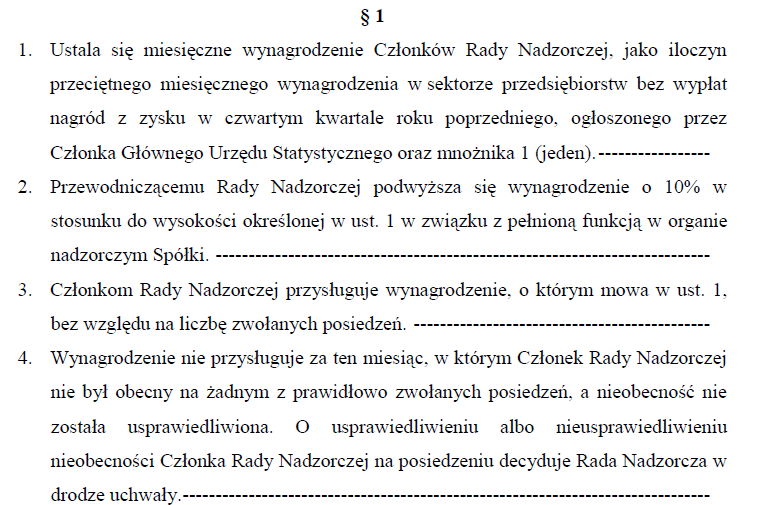 § 1
1. Ustala się miesięczne wynagrodzenie Członków Rady Nadzorczej, jako iloczyn
przeciętnego miesięcznego wynagrodzenia w sektorze przedsiębiorstw bez wypłat
nagród z zysku w czwartym kwartale roku poprzedniego, ogłoszonego przez
Członka Głównego Urzędu Statystycznego oraz mnożnika 1 (jeden).-----------------
2. Przewodniczącemu Rady Nadzorczej podwyższa się wynagrodzenie o 10% w
stosunku do wysokości określonej w ust. 1 w związku z pełnioną funkcją w organie
nadzorczym Spółki. ---------------------------------------------------------------------------
3. Członkom Rady Nadzorczej przysługuje wynagrodzenie, o którym mowa w ust. 1,
bez względu na liczbę zwołanych posiedzeń. ---------------------------------------------
4. Wynagrodzenie nie przysługuje za ten miesiąc, w którym Członek Rady Nadzorczej
nie był obecny na żadnym z prawidłowo zwołanych posiedzeń, a nieobecność nie
została usprawiedliwiona. O usprawiedliwieniu albo nieusprawiedliwieniu
nieobecności Członka Rady Nadzorczej na posiedzeniu decyduje Rada Nadzorcza w
drodze uchwały.--------------------------------------------------------------------------------